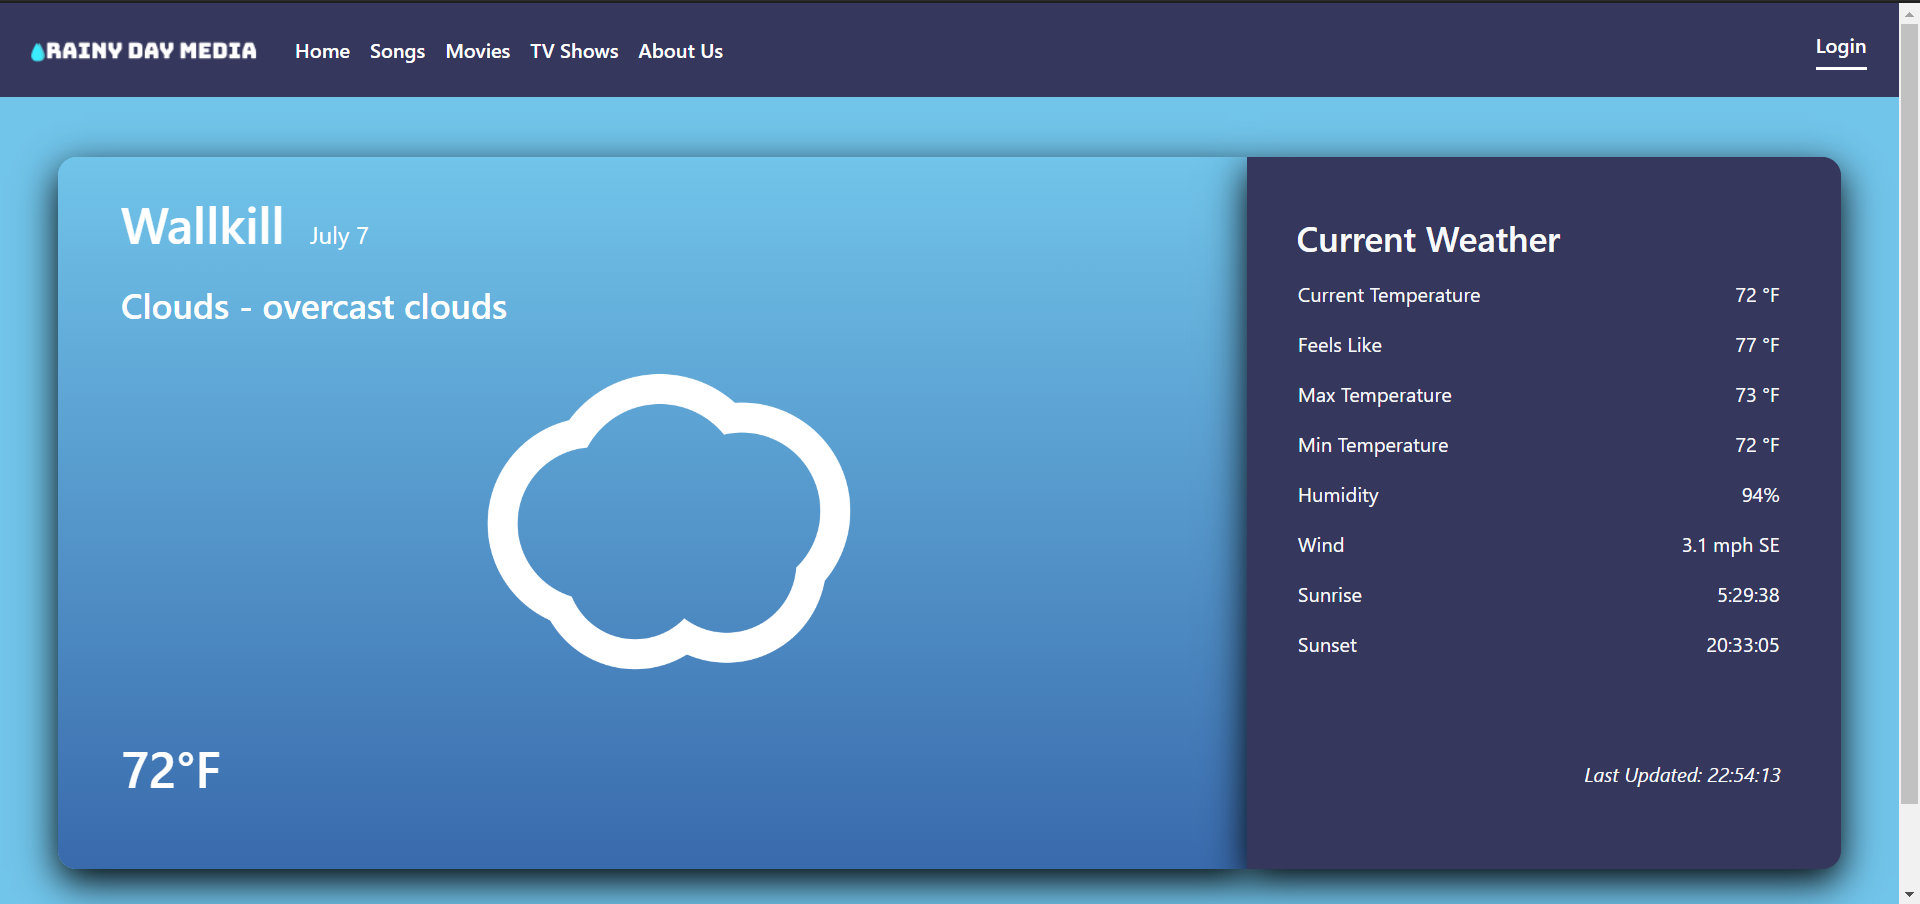 RAINY DAY MEDIA Home Songs Movies TV Shows About Us Login
Wallkill July 7
Clouds - overcast clouds
72°F
Current Weather
Current Temperature 72 °F
Feels Like 77 °F
Max Temperature 73 °F
Min Temperature 72 °F
Humidity 94%
Wind 3.1 mph SE
Sunrise 5:29:38
Sunset 20:33:05
Last Updated: 22:54:13